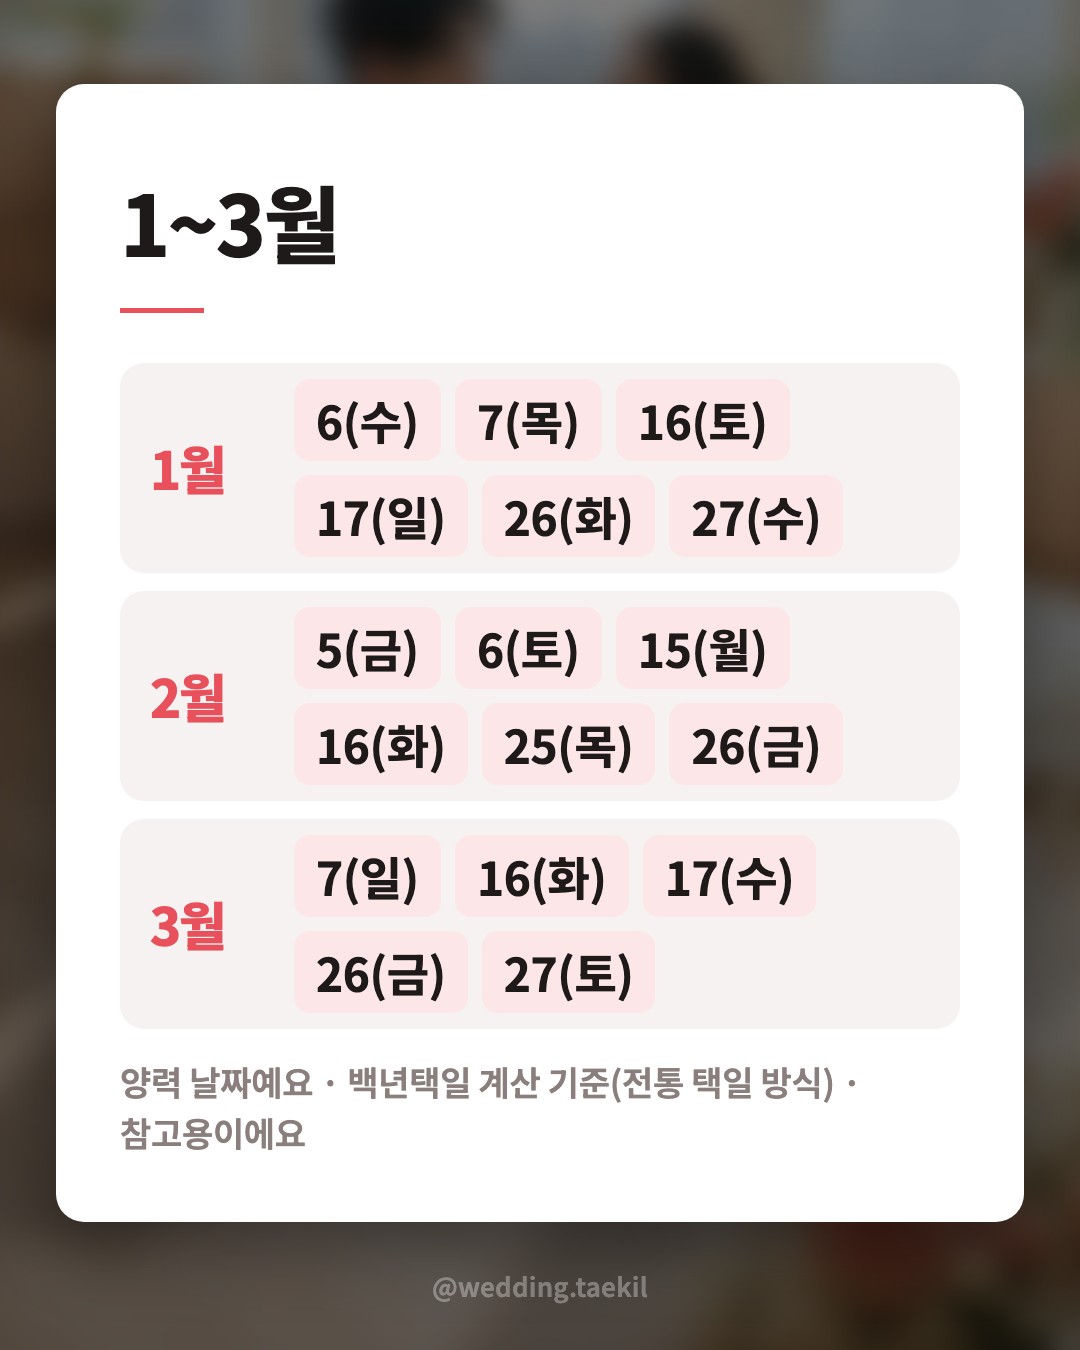 1~3월
1월
6(수) 7(목) 16(토)
17(일) 26(화) 27(수)
2월
5(금) 6(토) 15(월)
16(화) 25(목) 26(금)
3월
7(일) 16(화) 17(수)
26(금) 27(토)
양력 날짜예요 · 백년택일 계산 기준(전통 택일 방식) ·
참고용이에요
@wedding.taekil